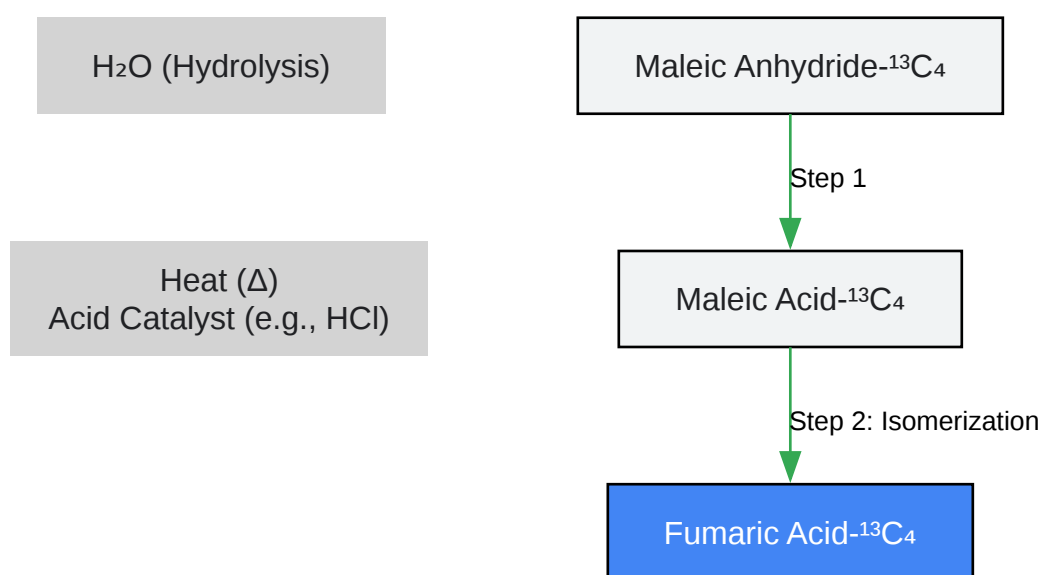 H₂O (Hydrolysis)
Maleic Anhydride-¹³C₄
Step 1
Heat (Δ)
Acid Catalyst (e.g., HCl)
Maleic Acid-¹³C₄
Step 2: Isomerization
Fumaric Acid-¹³C₄